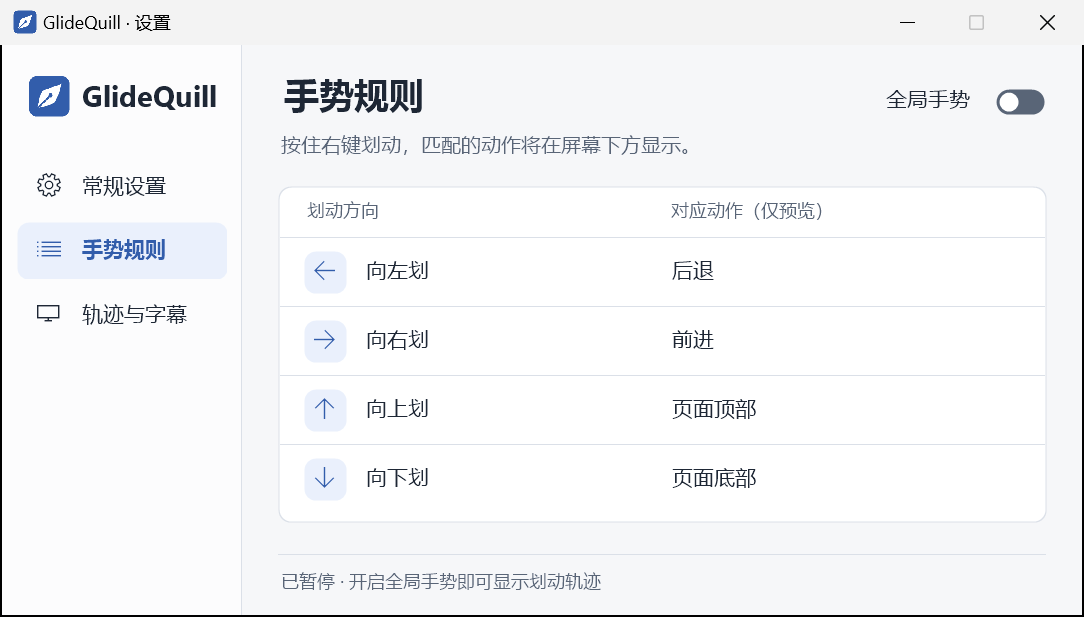 GlideQuill · 设置
GlideQuill
常规设置
手势规则
轨迹与字幕
手势规则
全局手势
按住右键划动，匹配的动作将在屏幕下方显示。
划动方向 对应动作（仅预览）
向左划 后退
向右划 前进
向上划 页面顶部
向下划 页面底部
已暂停 · 开启全局手势即可显示划动轨迹